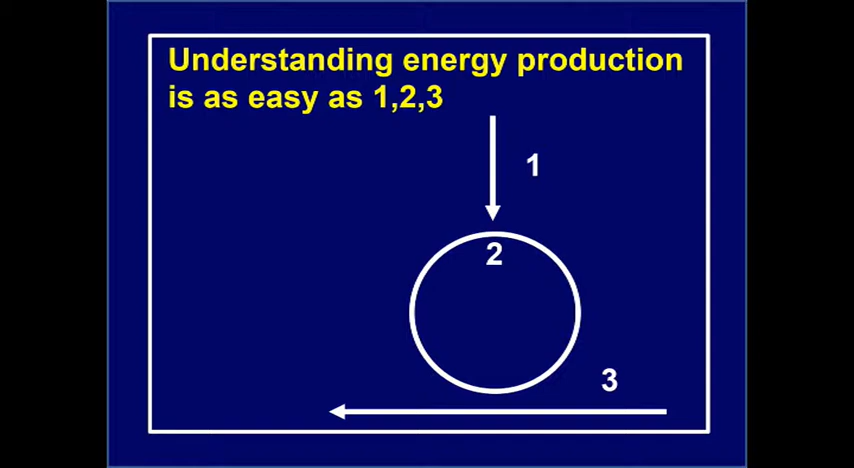 Understanding energy production
is as easy as 1,2,3
1
2
3